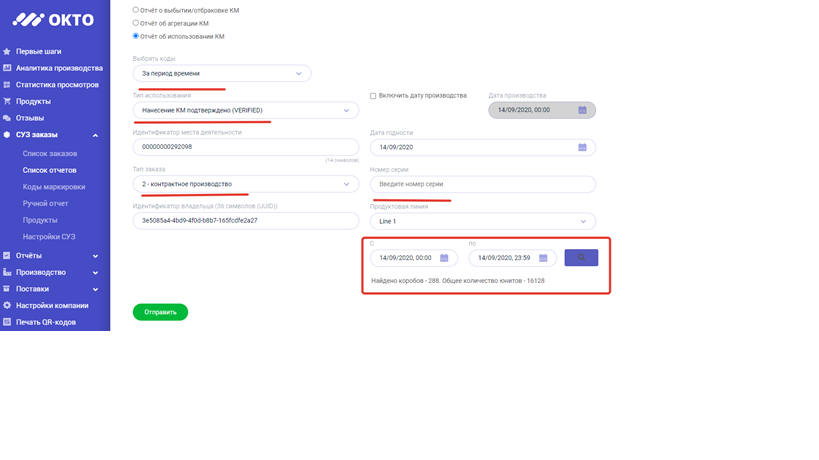 ОКТО
Первые шаги
Аналитика производства
Статистика просмотров
Продукты
Отзывы
СУЗ заказы
Список заказов
Список отчетов
Коды маркировки
Ручной отчет
Продукты
Настройки СУЗ
Отчёты
Производство
Поставки
Настройки компании
Печать QR-кодов
Отчёт о выбытии/отбраковке КМ
Отчёт об агрегации КМ
Отчёт об использовании КМ
Выбрать коды
За период времени
Тип использования
Нанесение КМ подтверждено (VERIFIED)
Включить дату производства
Дата производства
14/09/2020, 00:00
Идентификатор места деятельности
00000000292098
(14 символов)
Дата годности
14/09/2020
Тип заказа
2 - контрактное производство
Номер серии
Введите номер серии
Идентификатор владельца (36 символов (UUID))
3e5085a4-4bd9-4f0d-b8b7-165fcdfe2a27
Продуктовая линия
Line 1
С
по
14/09/2020, 00:00
14/09/2020, 23:59
Найдено коробов - 288. Общее количество юнитов - 16128
Отправить